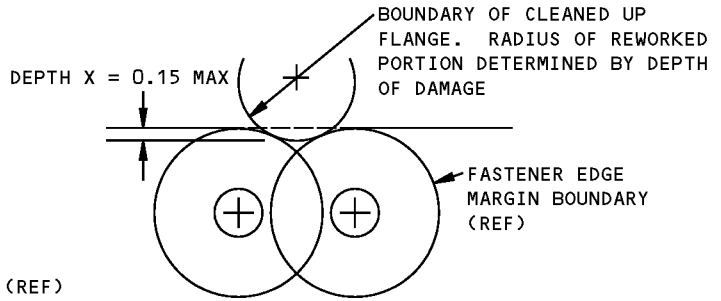 BOUNDARY OF CLEANED UP
FLANGE. RADIUS OF REWORKED
PORTION DETERMINED BY DEPTH
OF DAMAGE
DEPTH X = 0.15 MAX
FASTENER EDGE
MARGIN BOUNDARY
(REF)
(REF)